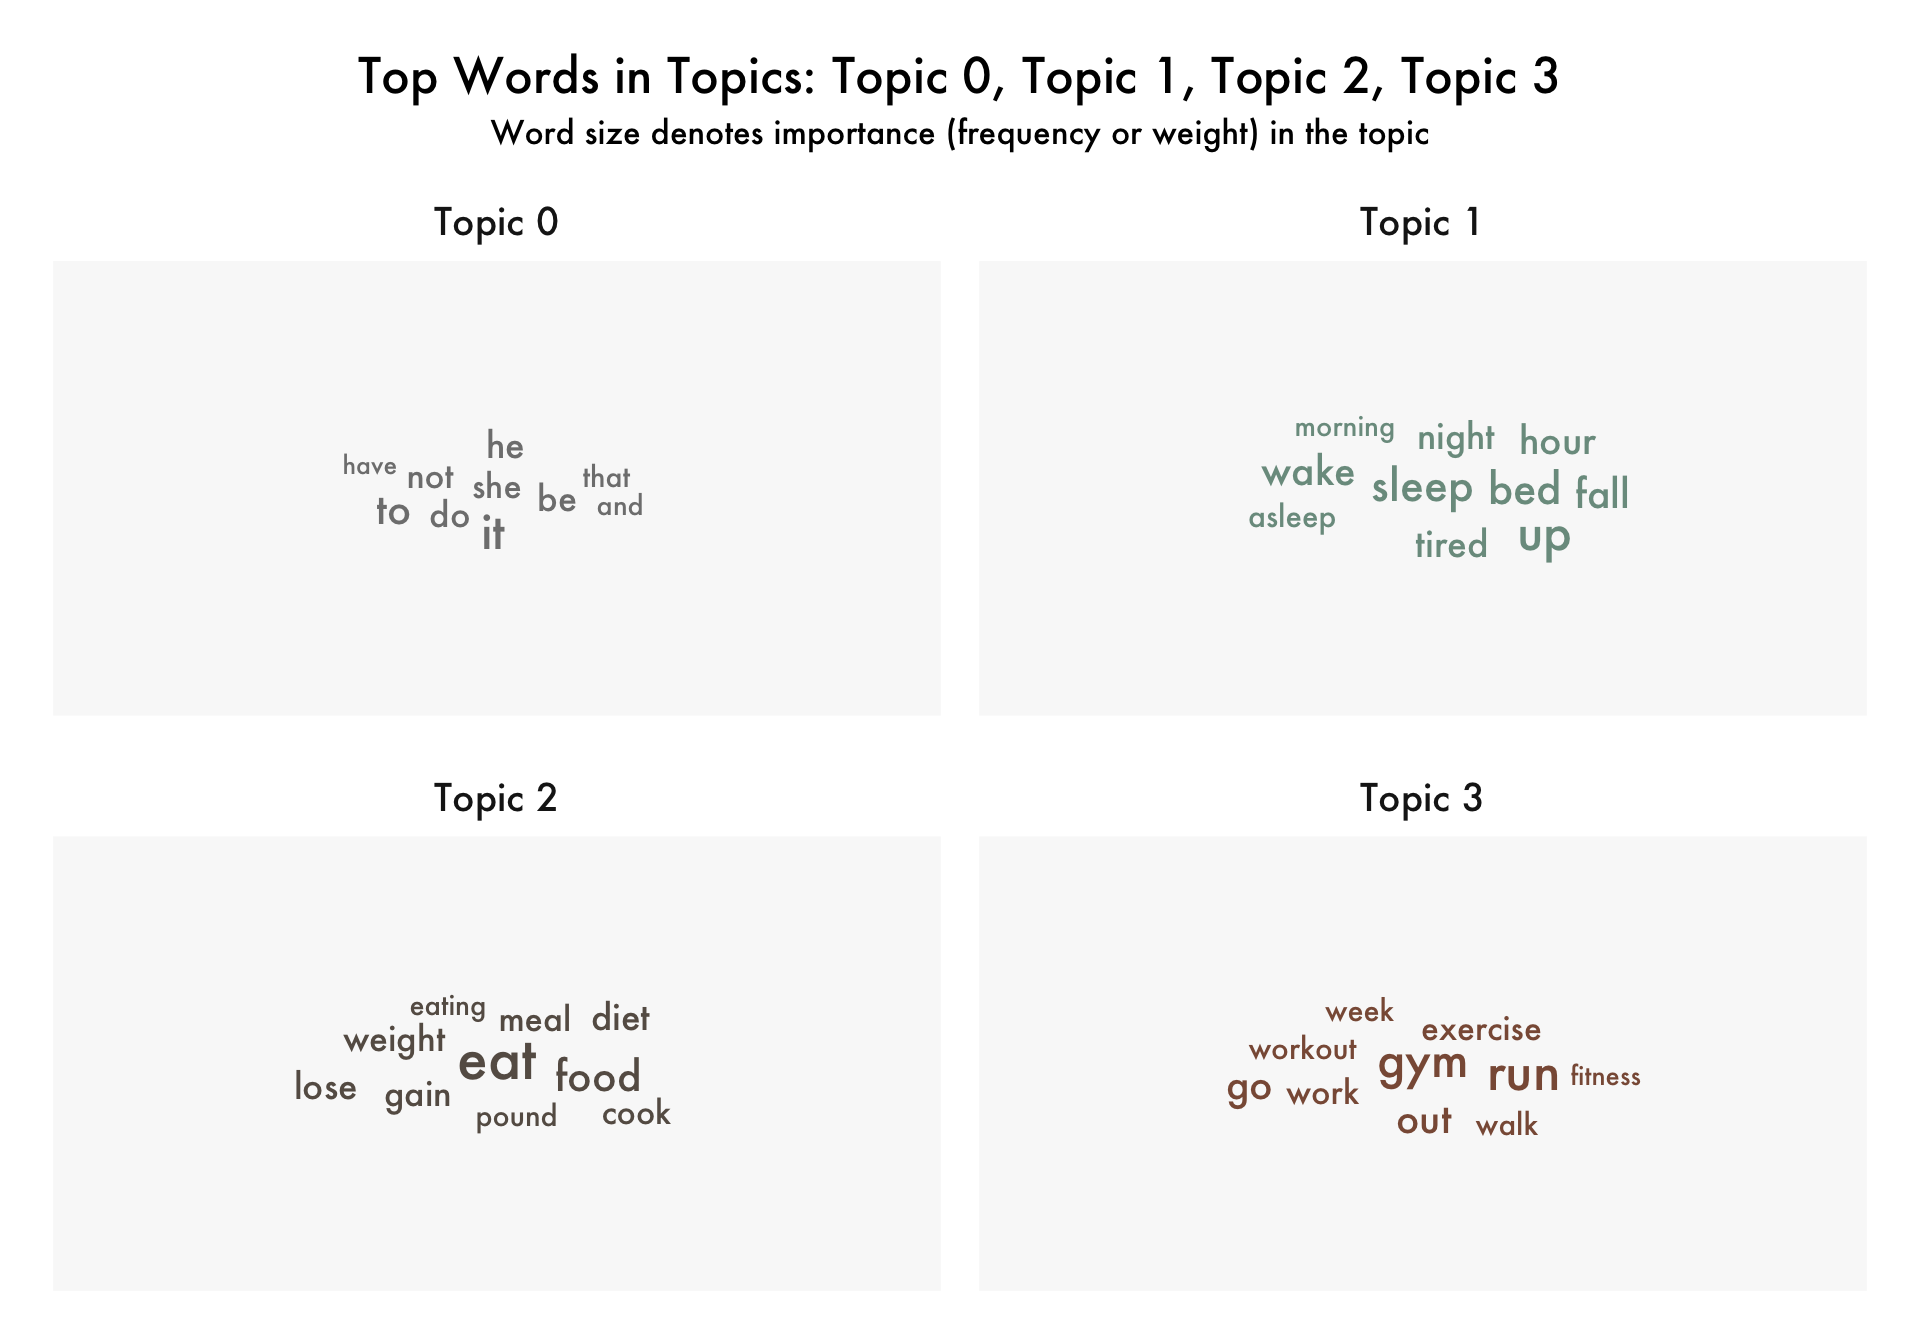 Top Words in Topics: Topic 0, Topic 1, Topic 2, Topic 3
Word size denotes importance (frequency or weight) in the topic
Topic 0
he
have not she be that
to do it and
Topic 1
morning night hour
wake sleep bed fall
asleep tired up
Topic 2
eating meal diet
weight eat food
lose gain pound cook
Topic 3
week exercise
workout gym run fitness
go work
out walk